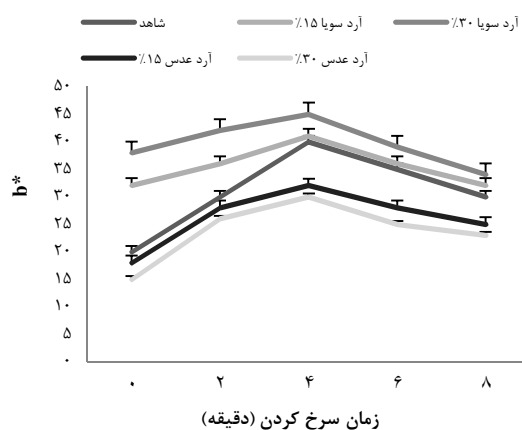 شاهد آرد سویا ۱۵٪ آرد سویا ۳۰٪
آرد عدس ۱۵٪ آرد عدس ۳۰٪
۵۰
۴۵
۴۰
۳۵
۳۰
۲۵
۲۰
۱۵
۱۰
۵
۰
b*
۰ ۲ ۴ ۶ ۸
زمان سرخ کردن (دقیقه)